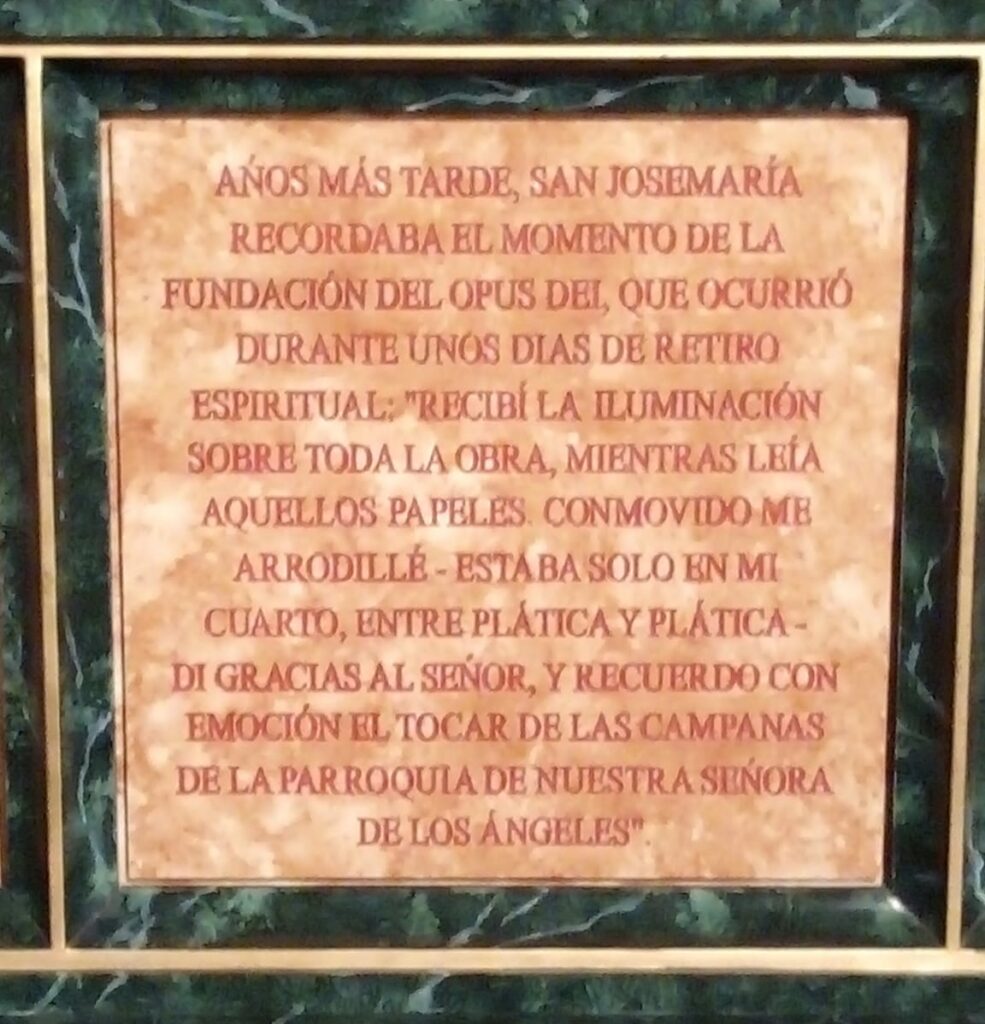 AŃOS MÁS TARDE, SAN JOSEMARÍA
RECORDABA EL MOMENTO DE LA
FUNDACIÓN DEL OPUS DEI, QUE OCURRIÓ
DURANTE UNOS DIAS DE RETIRO
ESPIRITUAL: "RECIBÍ LA ILUMINACIÓN
SOBRE TODA LA OBRA, MIENTRAS LEÍA
AQUELLOS PAPELES. CONMOVIDO ME
ARRODILLÉ - ESTABA SOLO EN MI
CUARTO, ENTRE PLÁTICA Y PLÁTICA -
DI GRACIAS AL SEŃOR, Y RECUERDO CON
EMOCIÓN EL TOCAR DE LAS CAMPANAS
DE LA PARROQUIA DE NUESTRA SEŃORA
DE LOS ÁNGELES".